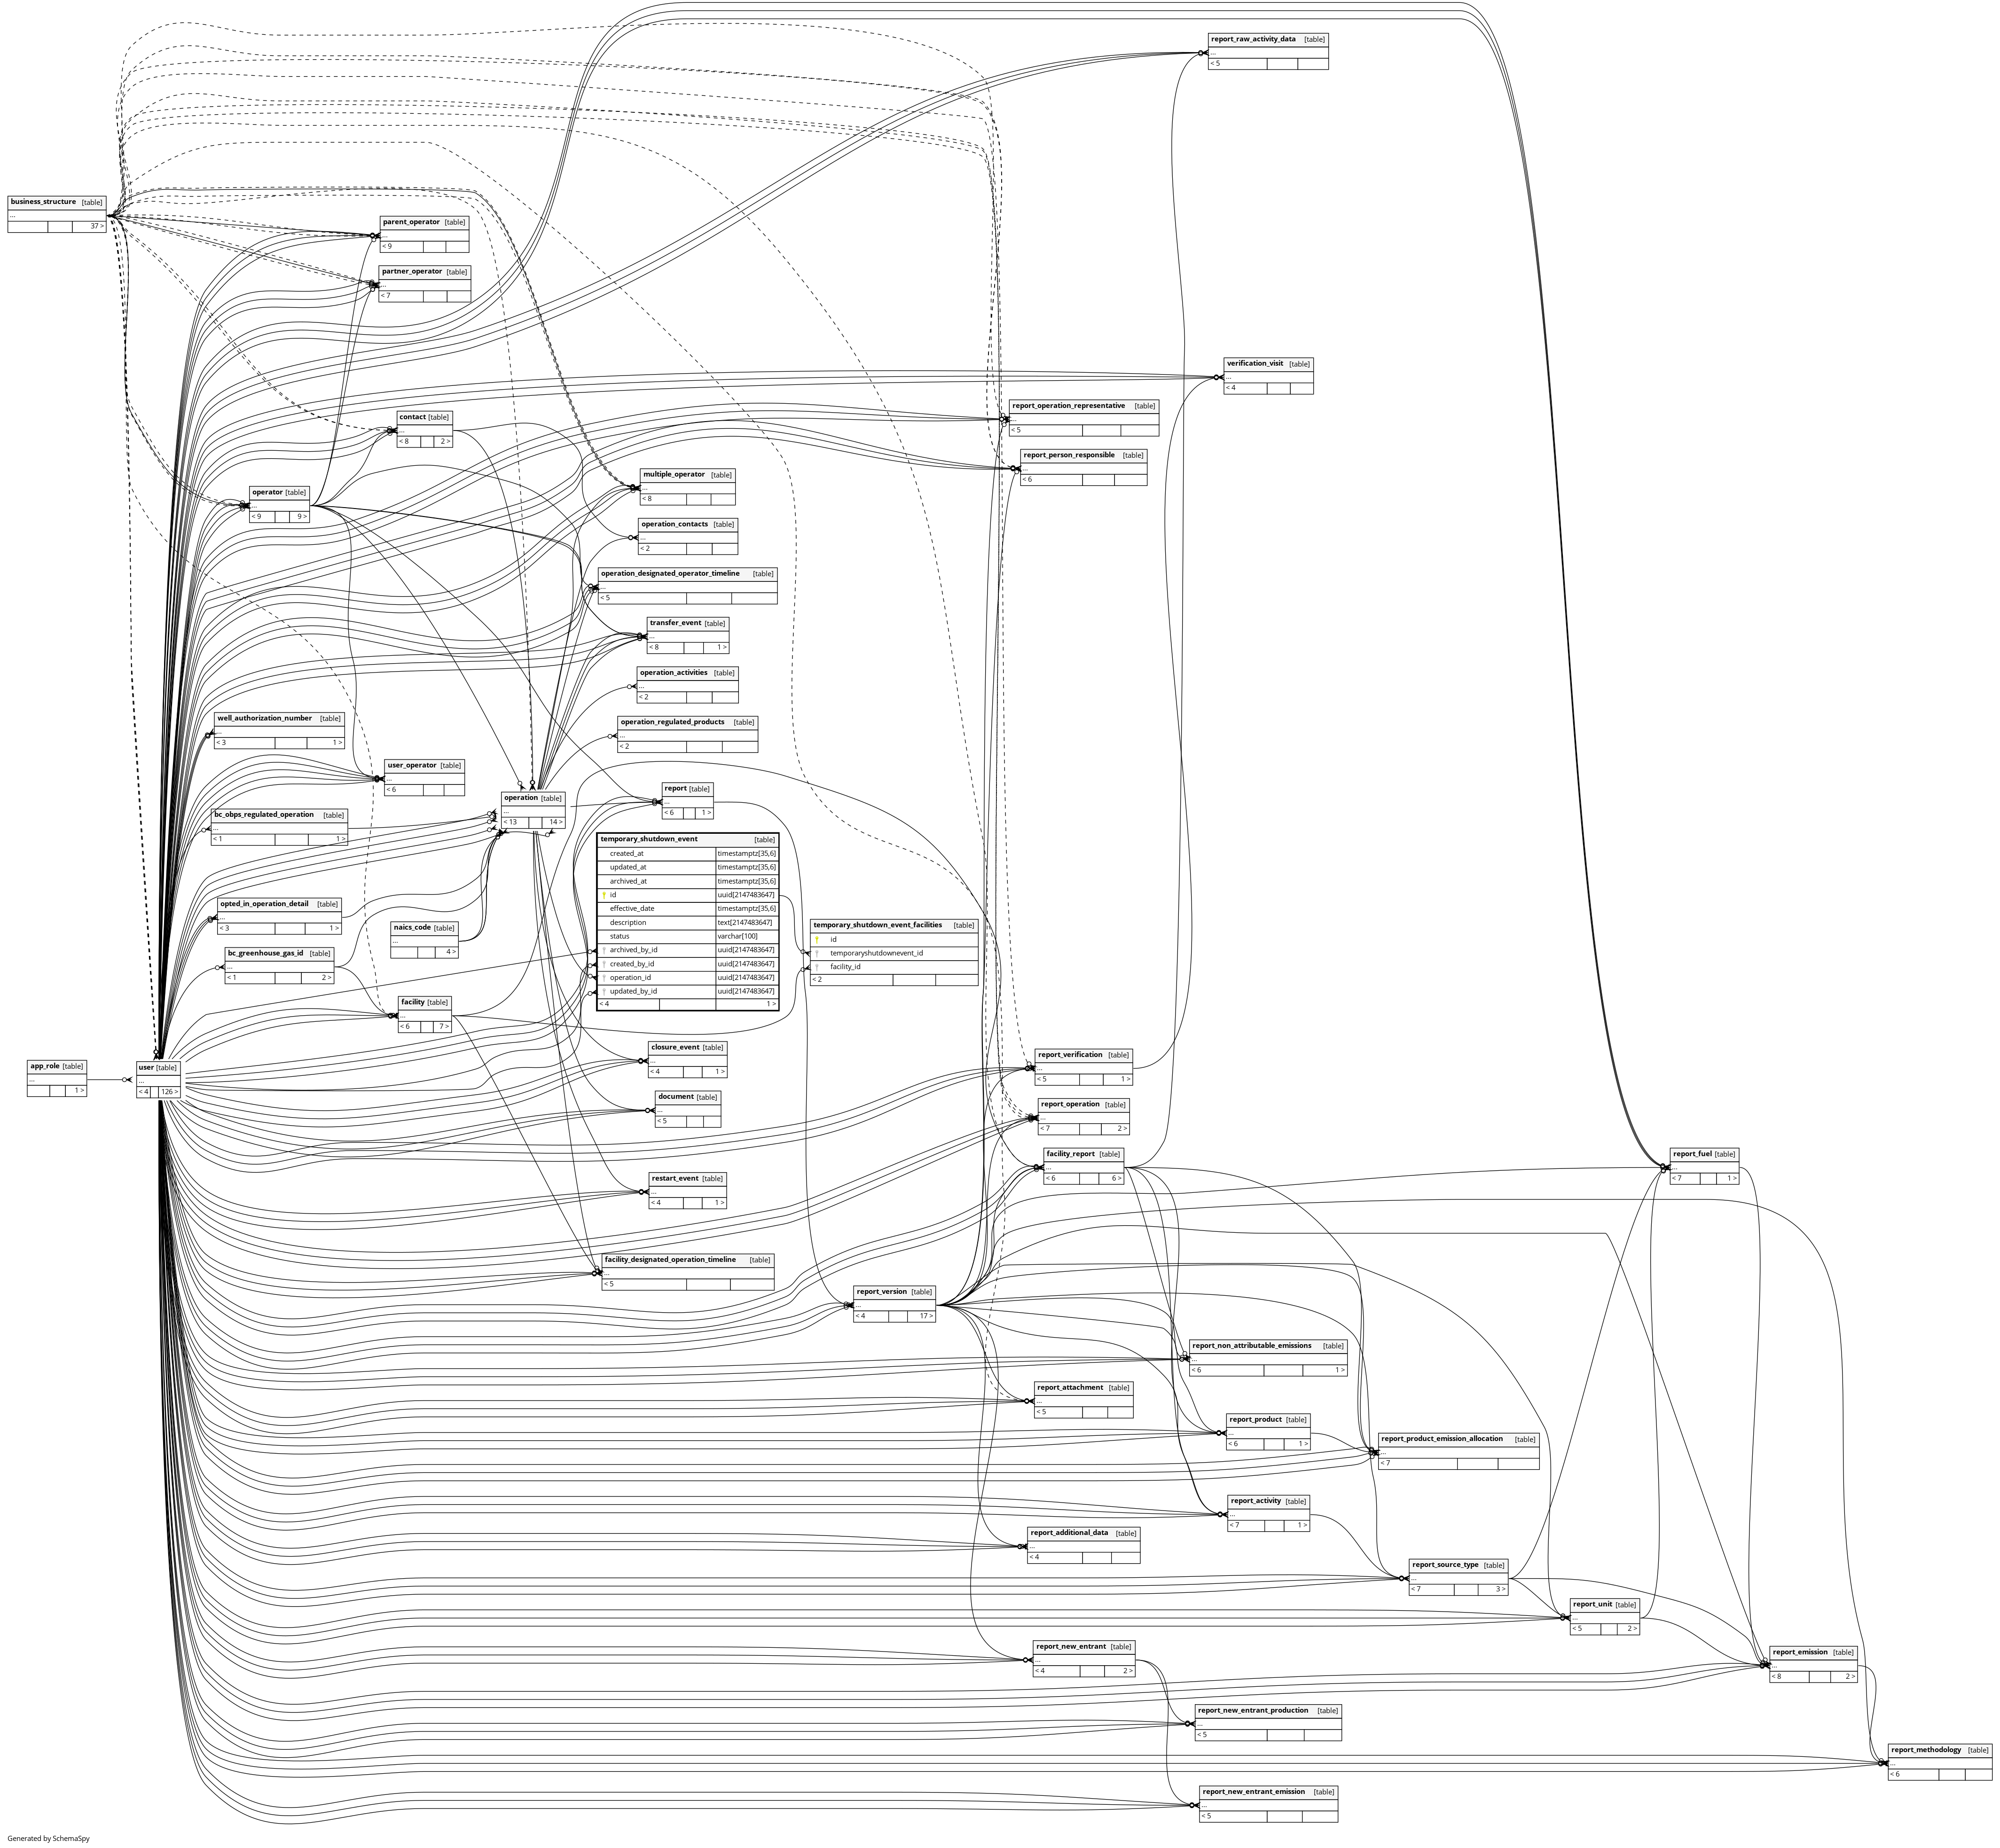 report_raw_activity_data [table]
...
< 5
business_structure [table]
...
37 >
parent_operator [table]
...
< 9
partner_operator [table]
...
< 7
verification_visit [table]
...
< 4
report_operation_representative [table]
...
< 5
contact [table]
...
< 8 2 >
report_person_responsible [table]
...
< 6
multiple_operator [table]
...
< 8
operator [table]
...
< 9 9 >
operation_contacts [table]
...
< 2
operation_designated_operator_timeline [table]
...
< 5
transfer_event [table]
...
< 8 1 >
operation_activities [table]
...
< 2
well_authorization_number [table]
...
< 3 1 >
operation_regulated_products [table]
...
< 2
user_operator [table]
...
< 6
report [table]
...
< 6 1 >
operation [table]
...
< 13 14 >
bc_obps_regulated_operation [table]
...
< 1 1 >
temporary_shutdown_event [table]
created_at timestamptz[35,6]
updated_at timestamptz[35,6]
archived_at timestamptz[35,6]
id uuid[2147483647]
effective_date timestamptz[35,6]
description text[2147483647]
status varchar[100]
archived_by_id uuid[2147483647]
created_by_id uuid[2147483647]
operation_id uuid[2147483647]
updated_by_id uuid[2147483647]
< 4 1 >
opted_in_operation_detail [table]
...
< 3 1 >
temporary_shutdown_event_facilities [table]
id
temporaryshutdownevent_id
facility_id
< 2
naics_code [table]
...
4 >
bc_greenhouse_gas_id [table]
...
< 1 2 >
facility [table]
...
< 6 7 >
closure_event [table]
...
< 4 1 >
report_verification [table]
...
< 5 1 >
app_role [table]
...
1 >
user [table]
...
< 4 126 >
document [table]
...
< 5
report_operation [table]
...
< 7 2 >
facility_report [table]
...
< 6 6 >
report_fuel [table]
...
< 7 1 >
restart_event [table]
...
< 4 1 >
facility_designated_operation_timeline [table]
...
< 5
report_version [table]
...
< 4 17 >
report_non_attributable_emissions [table]
...
< 6 1 >
report_attachment [table]
...
< 5
report_product [table]
...
< 6 1 >
report_product_emission_allocation [table]
...
< 7
report_activity [table]
...
< 7 1 >
report_additional_data [table]
...
< 4
report_source_type [table]
...
< 7 3 >
report_unit [table]
...
< 5 2 >
report_new_entrant [table]
...
< 4 2 >
report_emission [table]
...
< 8 2 >
report_new_entrant_production [table]
...
< 5
report_methodology [table]
...
< 6
report_new_entrant_emission [table]
...
< 5
Generated by SchemaSpy